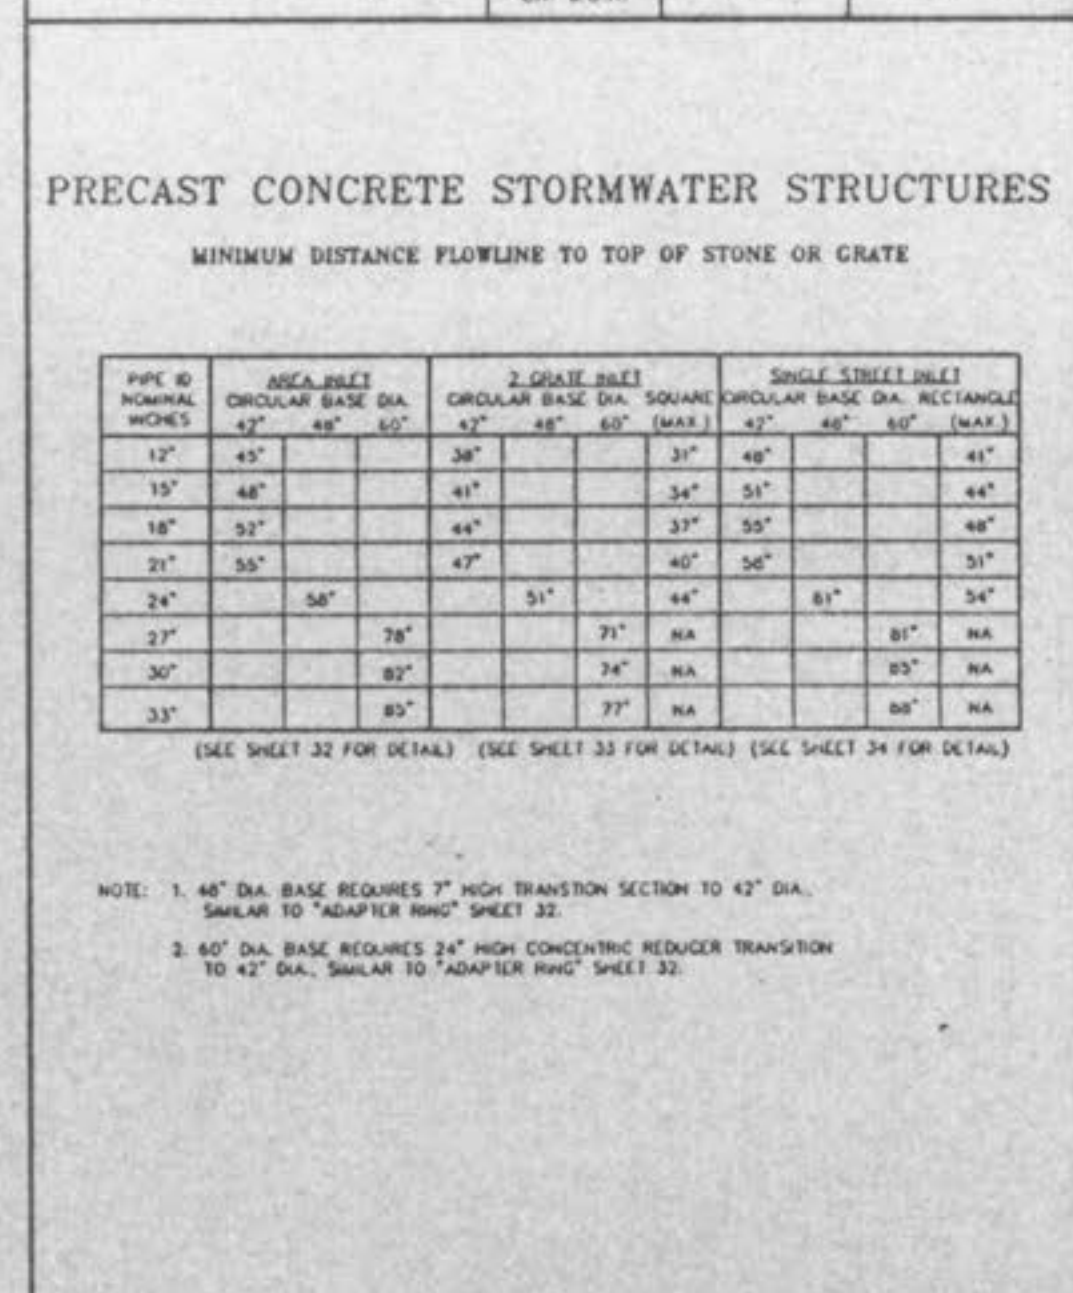 PRECAST CONCRETE STORMWATER STRUCTURES
MINIMUM DISTANCE FLOWLINE TO TOP OF STONE OR GRATE
PIPE ID NOMINAL INCHES
AREA INLET 2 GRATE INLET SINGLE STREET INLET
CIRCULAR BASE DIA. CIRCULAR BASE DIA. SQUARE CIRCULAR BASE DIA. RECTANGLE
42" 48" 60" 42" 48" 60" (MAX.) 42" 48" 60" (MAX.)
12" 45" 38" 31" 48" 41"
15" 48" 41" 34" 51" 44"
18" 52" 44" 37" 55" 48"
21" 55" 47" 40" 58" 51"
24" 58" 51" 44" 61" 54"
27" 78" 71" NA 81" NA
30" 82" 74" NA 85" NA
33" 85" 77" NA 88" NA
(SEE SHEET 32 FOR DETAIL) (SEE SHEET 33 FOR DETAIL) (SEE SHEET 34 FOR DETAIL)
NOTE: 1. 48" DIA. BASE REQUIRES 7" HIGH TRANSTION SECTION TO 42" DIA.,
SIMILAR TO "ADAPTER RING" SHEET 32.
2. 60" DIA. BASE REQUIRES 24" HIGH CONCENTRIC REDUCER TRANSITION
TO 42" DIA., SIMILAR TO "ADAPTER RING" SHEET 32.